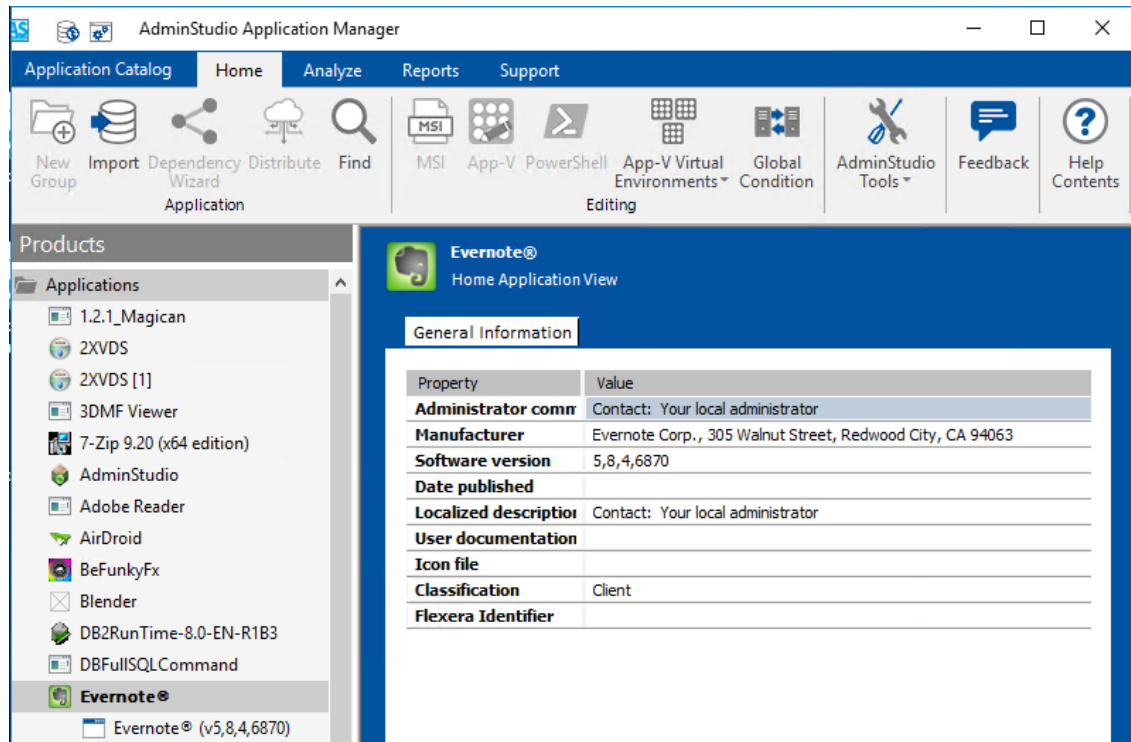 AS AdminStudio Application Manager
Application Catalog Home Analyze Reports Support
New Group Import Dependency Wizard Distribute Find MSI App-V PowerShell App-V Virtual Environments Global Condition AdminStudio Tools Feedback Help Contents
MSI
Application Editing
Products
Applications
1.2.1_Magican
2XVDS
2XVDS [1]
3DMF Viewer
7-Zip 9.20 (x64 edition)
AdminStudio
Adobe Reader
AirDroid
BeFunkyFx
Blender
DB2RunTime-8.0-EN-R1B3
DBFullSQLCommand
Evernote®
Evernote® (v5,8,4,6870)
Evernote®
Home Application View
General Information
Property Value
Administrator comm Contact: Your local administrator
Manufacturer Evernote Corp., 305 Walnut Street, Redwood City, CA 94063
Software version 5,8,4,6870
Date published
Localized description Contact: Your local administrator
User documentation
Icon file
Classification Client
Flexera Identifier